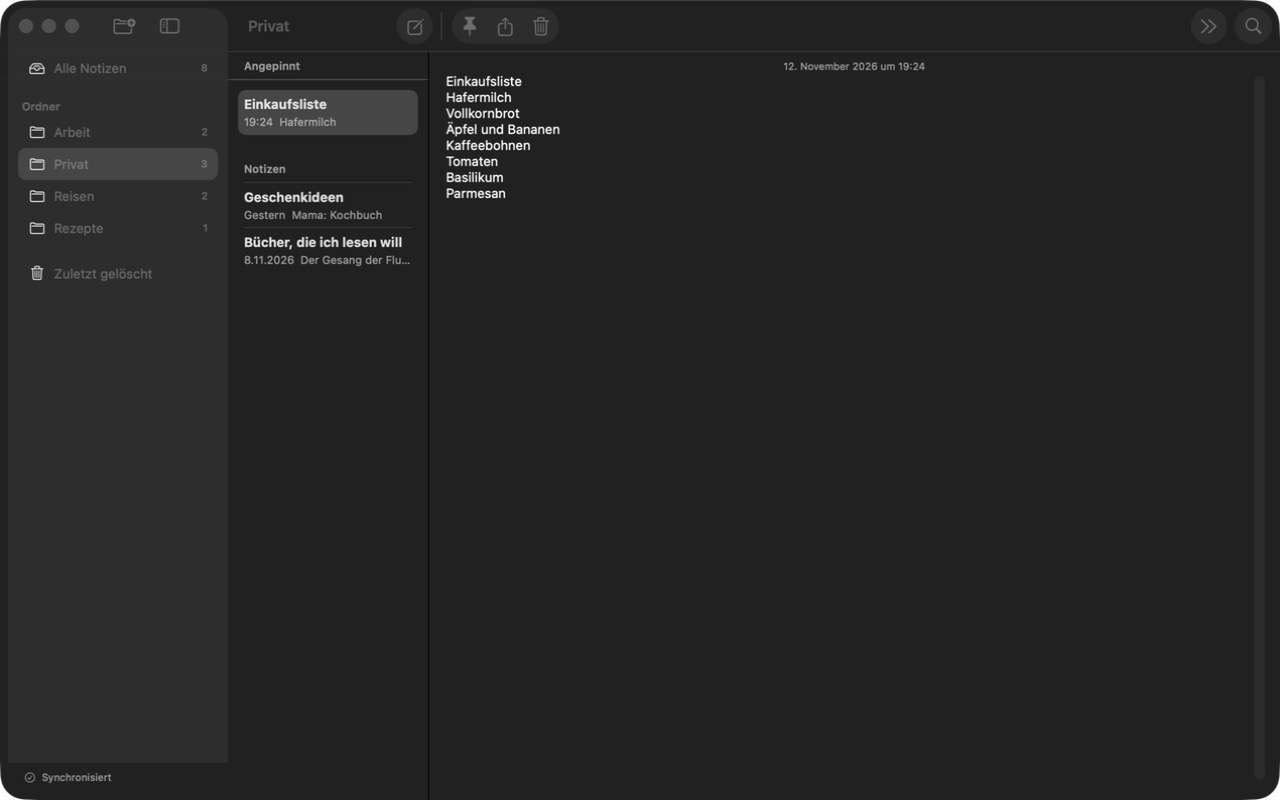 Privat
Alle Notizen 8
Ordner
Arbeit 2
Privat 3
Reisen 2
Rezepte 1
Zuletzt gelöscht
Synchronisiert
Angepinnt
Einkaufsliste
19:24 Hafermilch
Notizen
Geschenkideen
Gestern Mama: Kochbuch
Bücher, die ich lesen will
8.11.2026 Der Gesang der Flu...
12. November 2026 um 19:24
Einkaufsliste
Hafermilch
Vollkornbrot
Äpfel und Bananen
Kaffeebohnen
Tomaten
Basilikum
Parmesan